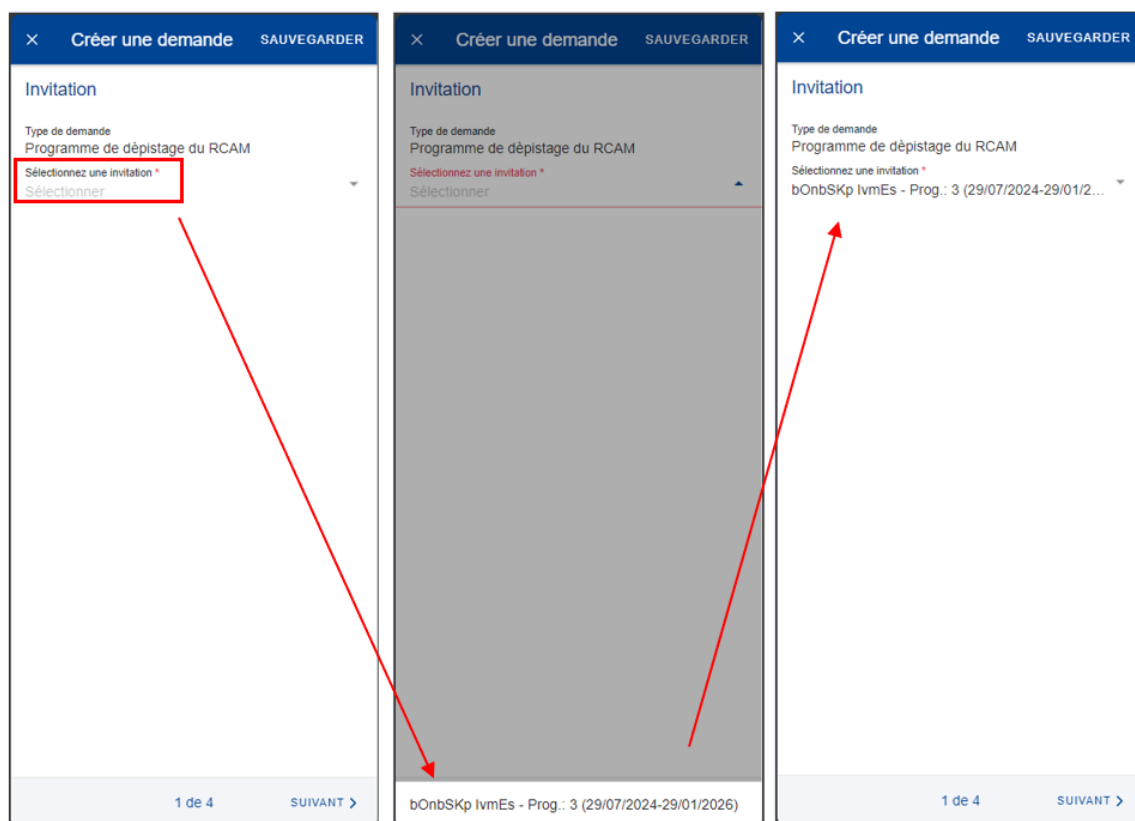 × Créer une demande SAUVEGARDER
Invitation
Type de demande
Programme de dèpistage du RCAM
Sélectionnez une invitation *
Sélectionner
1 de 4 SUIVANT >
× Créer une demande SAUVEGARDER
Invitation
Type de demande
Programme de dèpistage du RCAM
Sélectionnez une invitation *
Sélectionner
bOnbSKp IvmEs - Prog.: 3 (29/07/2024-29/01/2026)
× Créer une demande SAUVEGARDER
Invitation
Type de demande
Programme de dèpistage du RCAM
Sélectionnez une invitation *
bOnbSKp IvmEs - Prog.: 3 (29/07/2024-29/01/2...
1 de 4 SUIVANT >